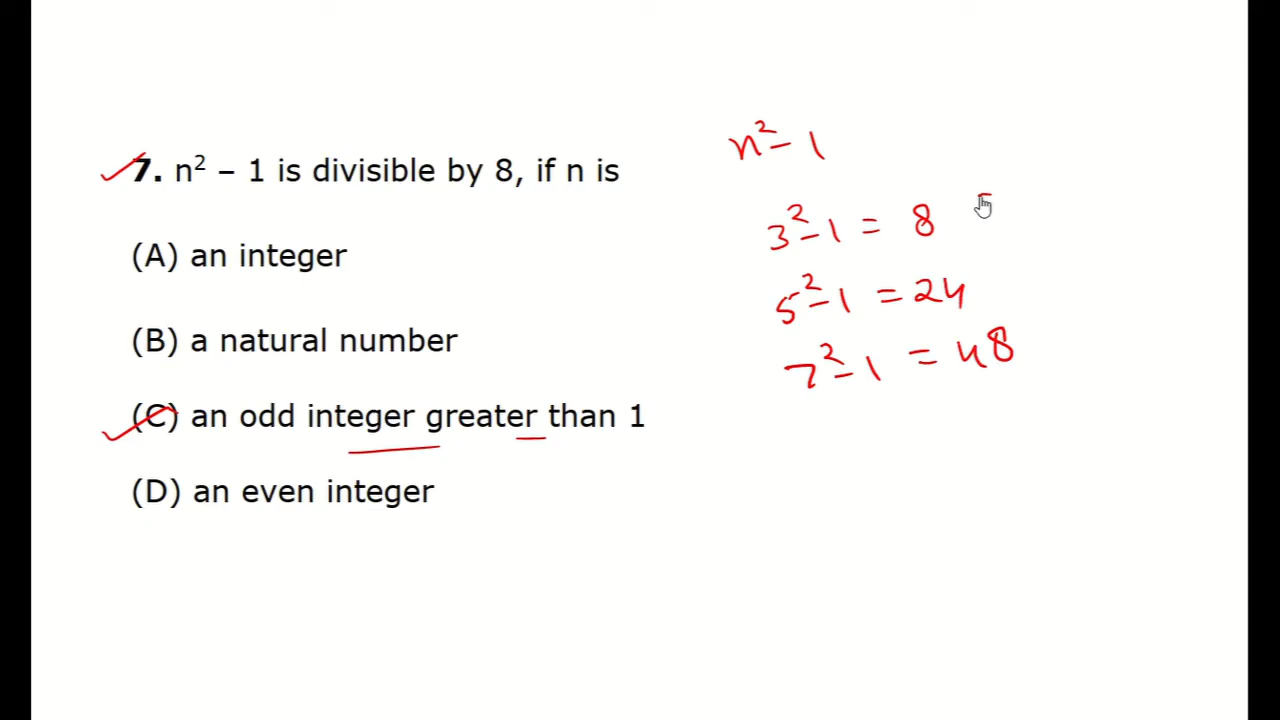 7. n² – 1 is divisible by 8, if n is
(A) an integer
(B) a natural number
(C) an odd integer greater than 1
(D) an even integer
n² – 1
3² – 1 = 8
5² – 1 = 24
7² – 1 = 48